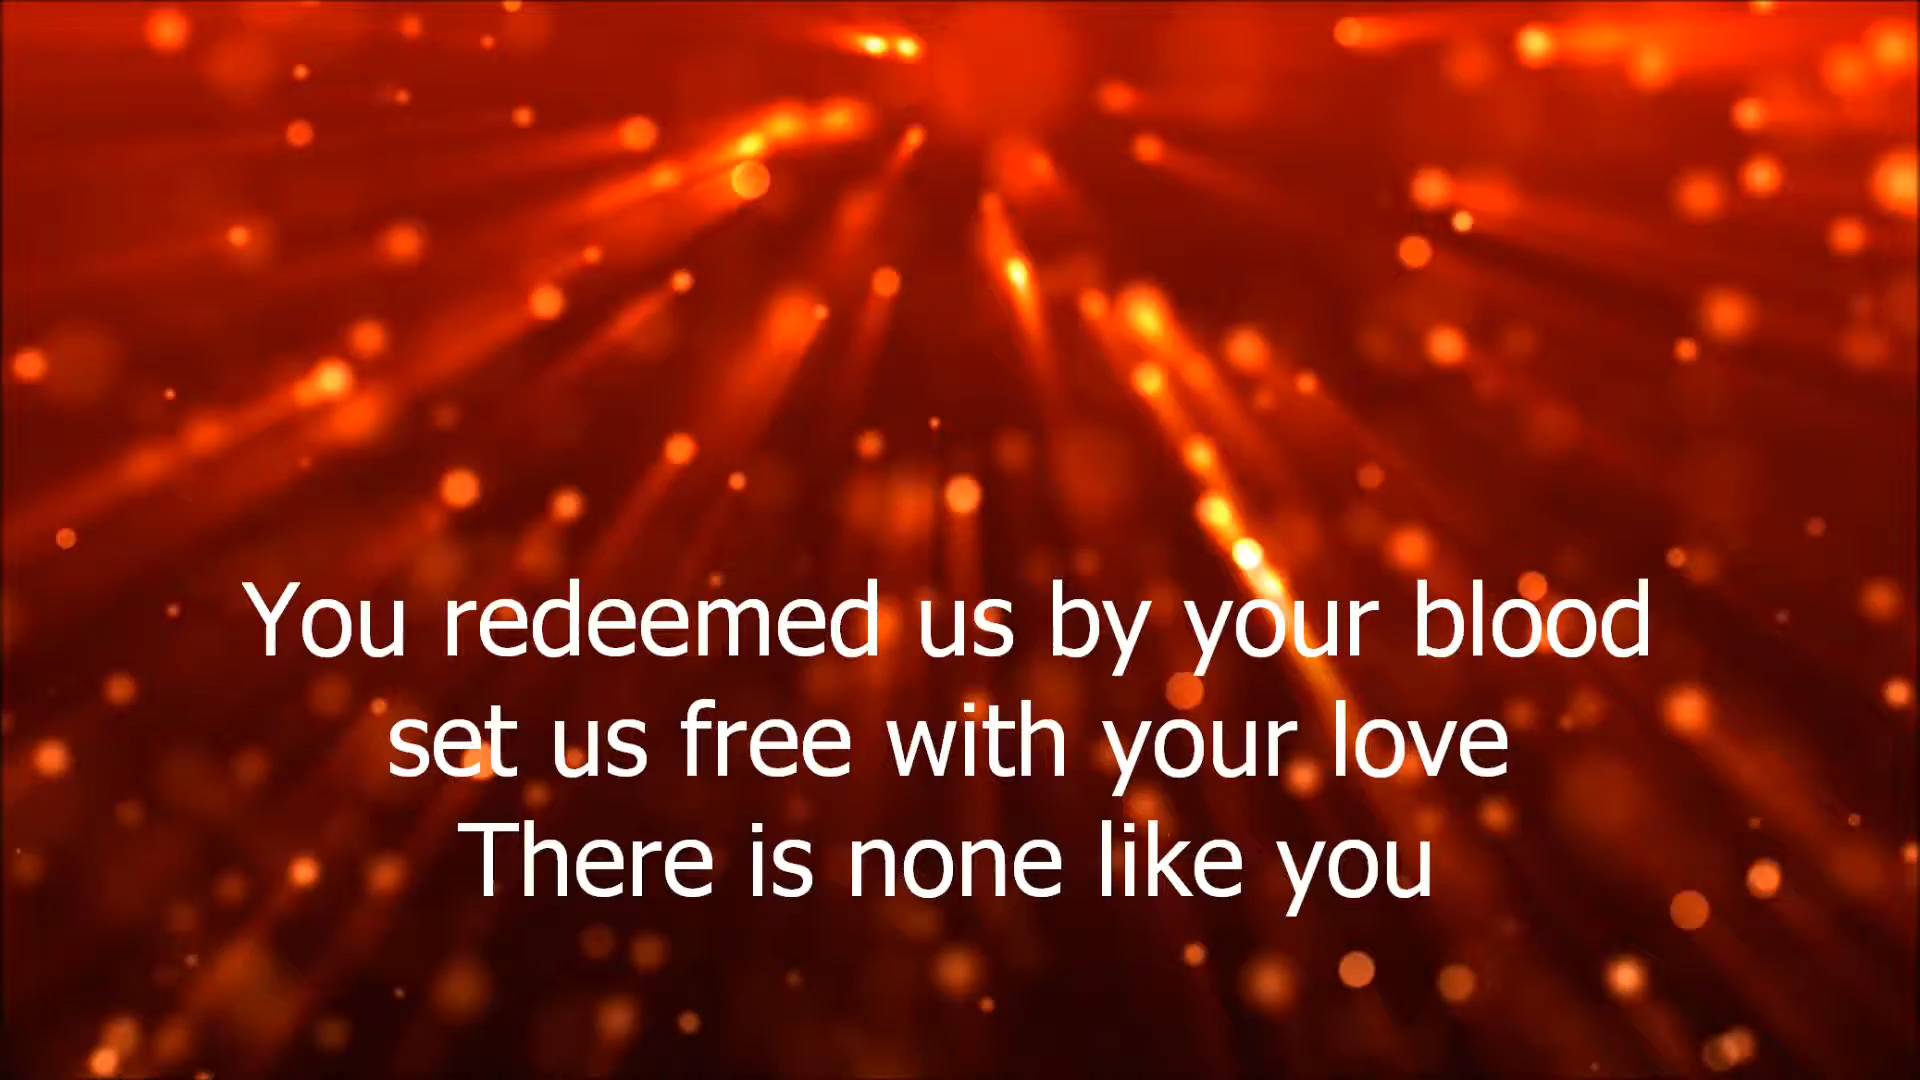 You redeemed us by your blood
set us free with your love
There is none like you